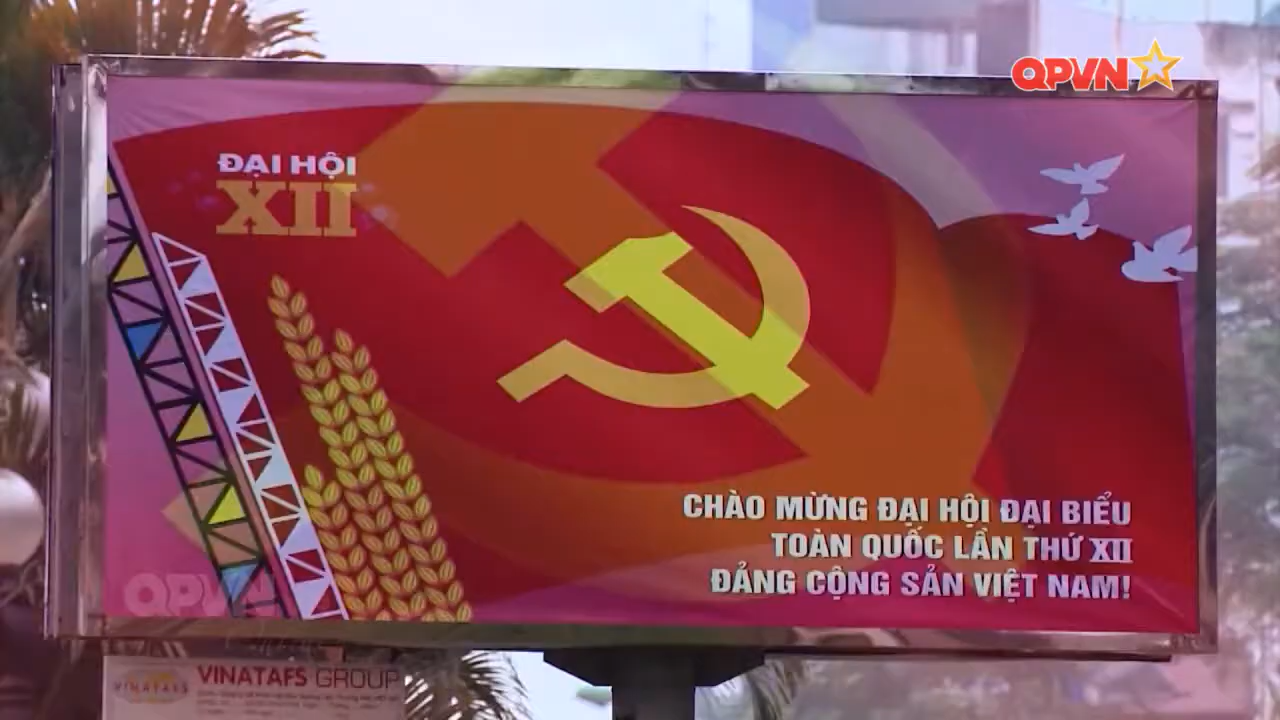 QPVN
ĐẠI HỘI
XII
CHÀO MỪNG ĐẠI HỘI ĐẠI BIỂU
TOÀN QUỐC LẦN THỨ XII
ĐẢNG CỘNG SẢN VIỆT NAM!
QPVN
VINATAFS GROUP
VINATAFS